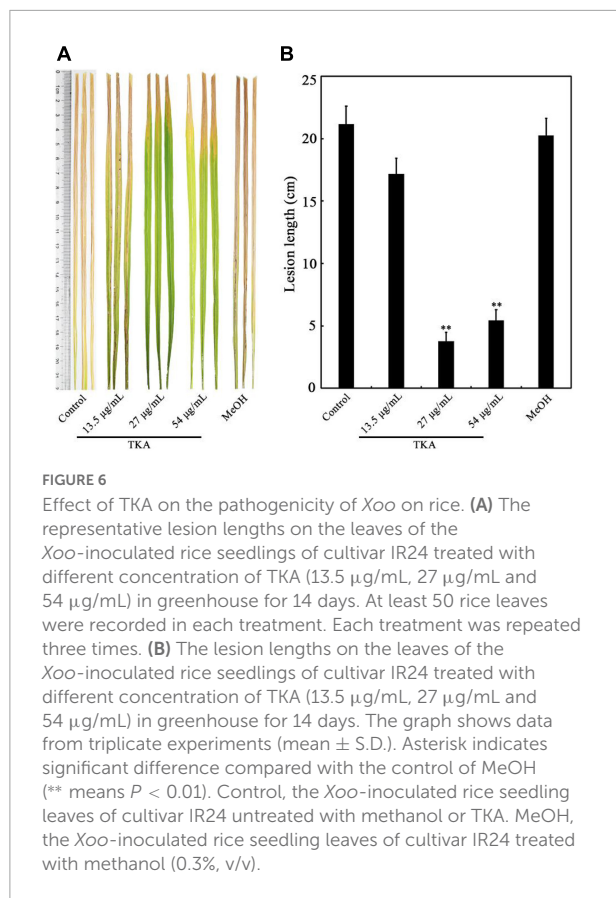 A
B
Control
13.5 µg/mL
27 µg/mL
54 µg/mL
MeOH
TKA
Lesion length (cm)
25
20
15
10
5
0
**
**
Control
13.5 µg/mL
27 µg/mL
54 µg/mL
MeOH
TKA
FIGURE 6
Effect of TKA on the pathogenicity of Xoo on rice. (A) The
representative lesion lengths on the leaves of the
Xoo-inoculated rice seedlings of cultivar IR24 treated with
different concentration of TKA (13.5 µg/mL, 27 µg/mL and
54 µg/mL) in greenhouse for 14 days. At least 50 rice leaves
were recorded in each treatment. Each treatment was repeated
three times. (B) The lesion lengths on the leaves of the
Xoo-inoculated rice seedlings of cultivar IR24 treated with
different concentration of TKA (13.5 µg/mL, 27 µg/mL and
54 µg/mL) in greenhouse for 14 days. The graph shows data
from triplicate experiments (mean ± S.D.). Asterisk indicates
significant difference compared with the control of MeOH
(** means P < 0.01). Control, the Xoo-inoculated rice seedling
leaves of cultivar IR24 untreated with methanol or TKA. MeOH,
the Xoo-inoculated rice seedling leaves of cultivar IR24 treated
with methanol (0.3%, v/v).